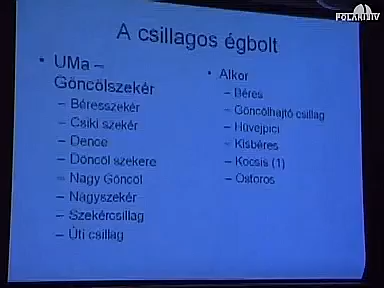 POLARIS TV
A csillagos égbolt
• UMa –
Göncölszekér
– Béresszekér
– Csiki szekér
– Dence
– Döncöl szekere
– Nagy Göncöl
– Nagyszekér
– Szekércsillag
– Úti csillag
• Alkor
– Béres
– Göncölhajtó csillag
– Hüvejpici
– Kisbéres
– Kocsis (1)
– Ostoros